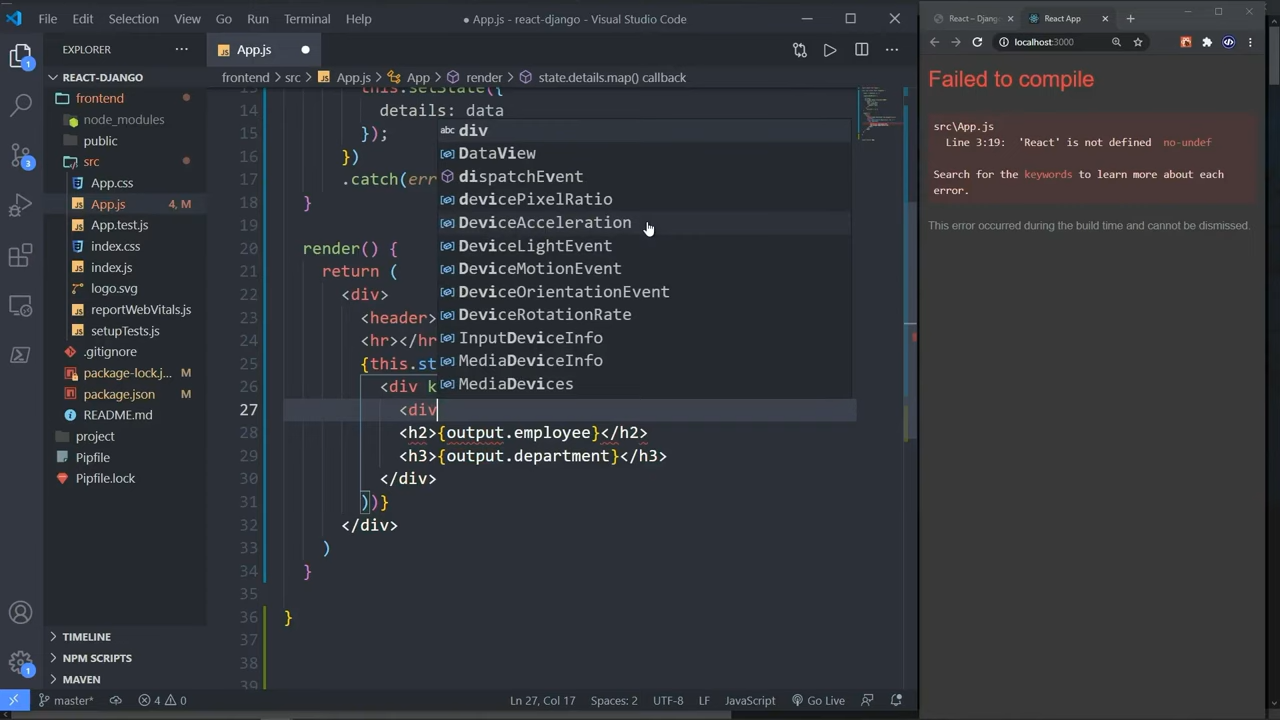 File Edit Selection View Go Run Terminal Help
● App.js - react-django - Visual Studio Code
EXPLORER
REACT-DJANGO
frontend
node_modules
public
src
App.css
App.js 4, M
App.test.js
index.css
index.js
logo.svg
reportWebVitals.js
setupTests.js
.gitignore
package-lock.j...
package.json
README.md
project
Pipfile
Pipfile.lock
TIMELINE
NPM SCRIPTS
MAVEN
1
3
1
App.js
frontend > src > App.js > App > render > state.details.map() callback
this.setState({
14 details: data
15 });
16 })
17 .catch(err
18 }
19
20 render() {
21 return (
22 <div>
23 <header>
24 <hr></hr
25 {this.st
26 <div k
27 <div
28 <h2>{output.employee}</h2>
29 <h3>{output.department}</h3>
30 </div>
31 ))}
32 </div>
33 )
34 }
35
36 }
37
38
abc div
DataView
dispatchEvent
devicePixelRatio
DeviceAcceleration
DeviceLightEvent
DeviceMotionEvent
DeviceOrientationEvent
DeviceRotationRate
InputDeviceInfo
MediaDeviceInfo
MediaDevices
master* 4 0 Ln 27, Col 17 Spaces: 2 UTF-8 LF JavaScript Go Live
React – Djang
React App
localhost:3000
Failed to compile
src\App.js
Line 3:19: 'React' is not defined no-undef
Search for the keywords to learn more about each
error.
This error occurred during the build time and cannot be dismissed.